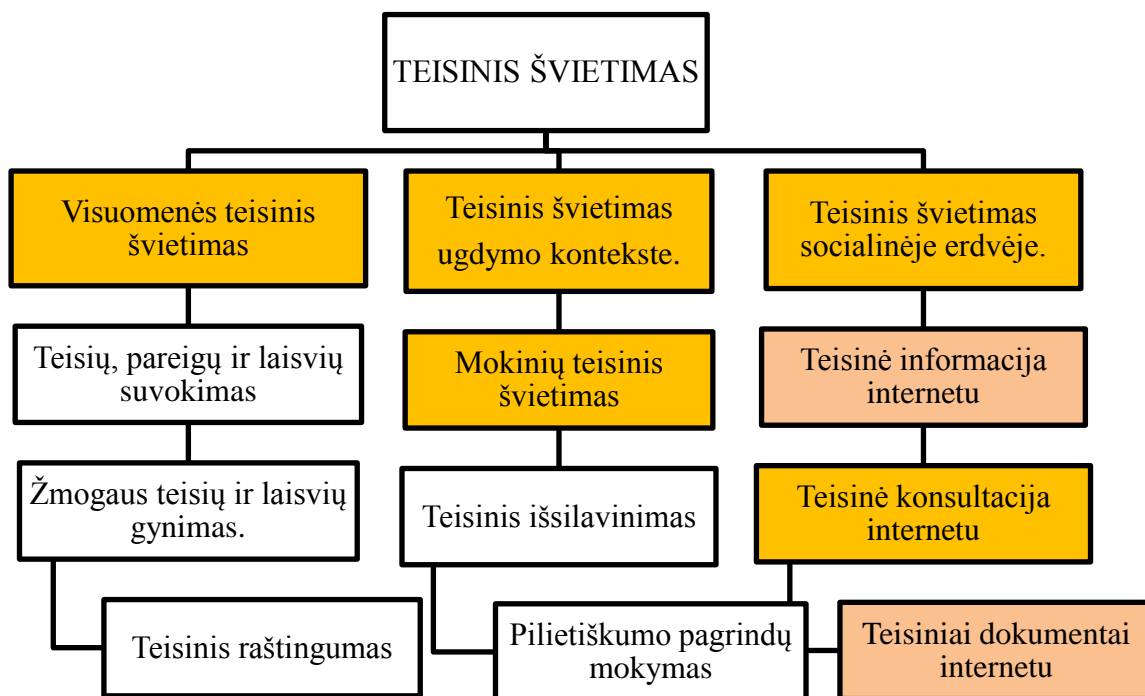 TEISINIS ŠVIETIMAS
Visuomenės teisinis
švietimas
Teisinis švietimas
ugdymo kontekste.
Teisinis švietimas
socialinėje erdvėje.
Teisių, pareigų ir laisvių
suvokimas
Mokinių teisinis
švietimas
Teisinė informacija
internetu
Žmogaus teisių ir laisvių
gynimas.
Teisinis išsilavinimas
Teisinė konsultacija
internetu
Teisinis raštingumas
Pilietiškumo pagrindų
mokymas
Teisiniai dokumentai
internetu